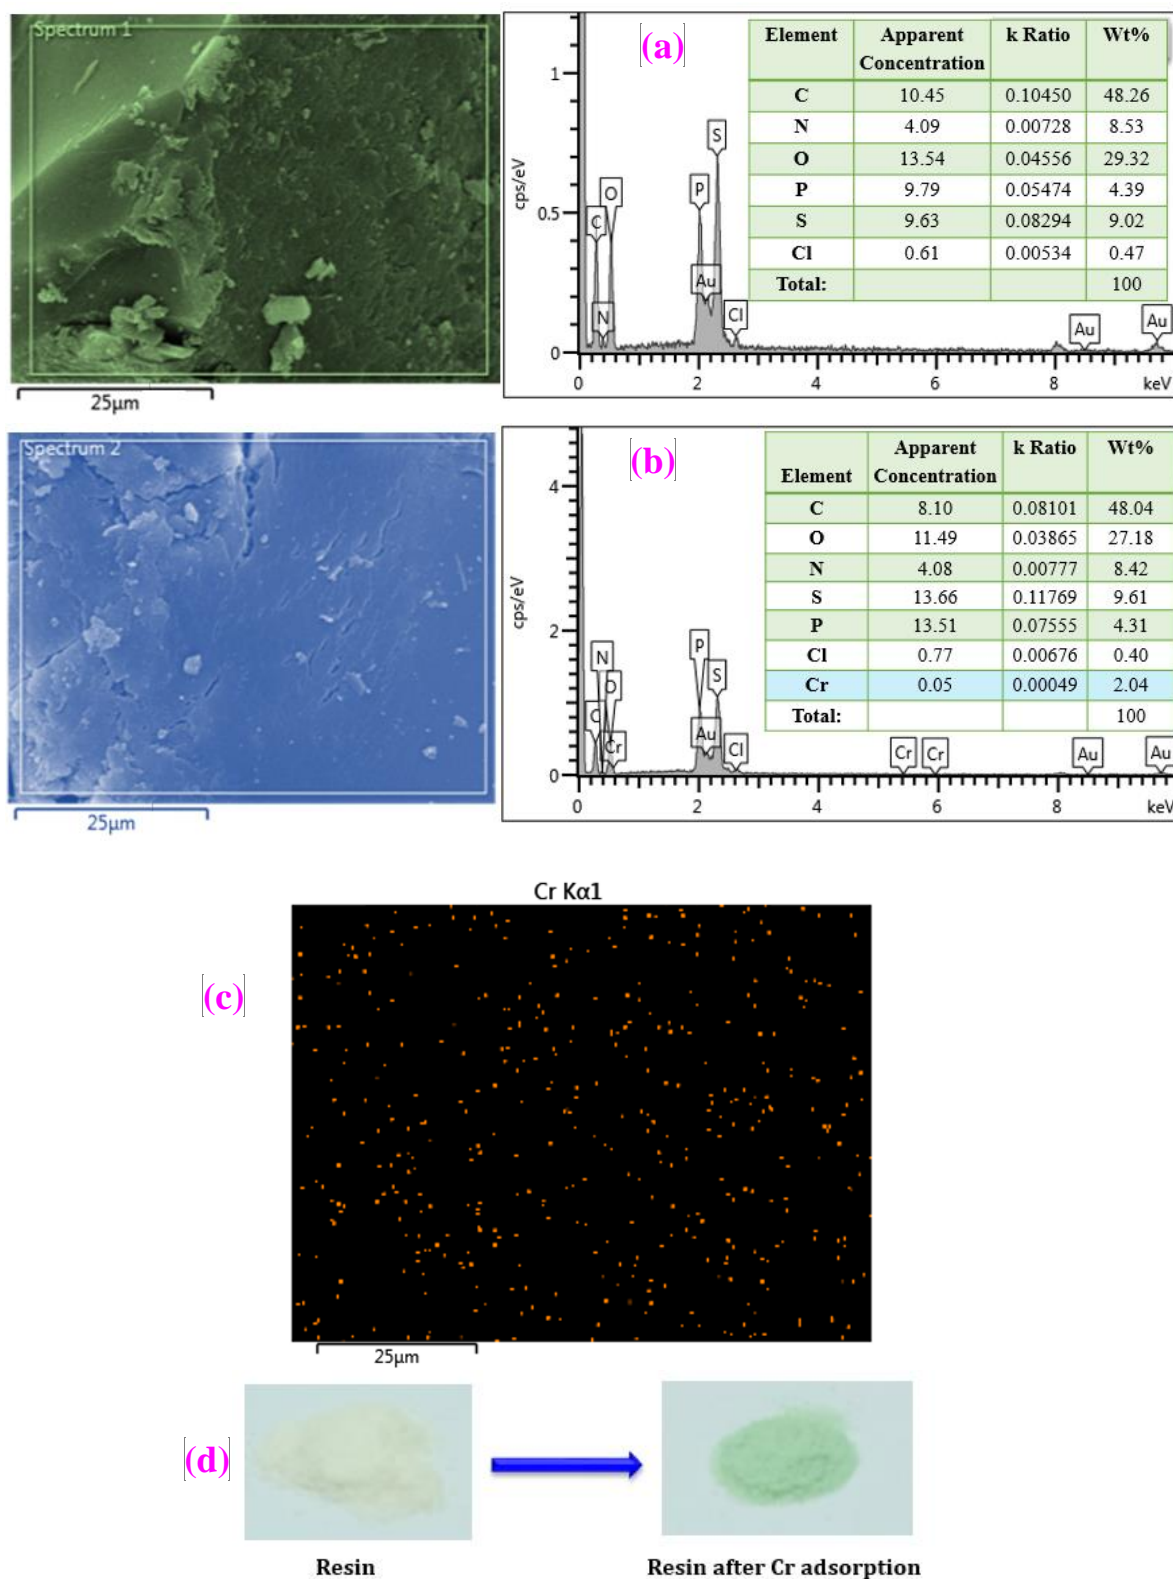 Spectrum 1
25µm
(a)
cps/eV
1
0.5
0
C
N
O
P
Au
S
Cl
Au
Au
0
2
4
6
8
keV
Element Apparent Concentration k Ratio Wt%
C 10.45 0.10450 48.26
N 4.09 0.00728 8.53
O 13.54 0.04556 29.32
P 9.79 0.05474 4.39
S 9.63 0.08294 9.02
Cl 0.61 0.00534 0.47
Total: 100
Spectrum 2
25µm
(b)
cps/eV
4
2
0
C
N
O
Cr
P
Au
S
Cl
Cr
Cr
Au
Au
0
2
4
6
8
keV
Element Apparent Concentration k Ratio Wt%
C 8.10 0.08101 48.04
O 11.49 0.03865 27.18
N 4.08 0.00777 8.42
S 13.66 0.11769 9.61
P 13.51 0.07555 4.31
Cl 0.77 0.00676 0.40
Cr 0.05 0.00049 2.04
Total: 100
Cr Kα1
(c)
25µm
(d)
Resin
Resin after Cr adsorption